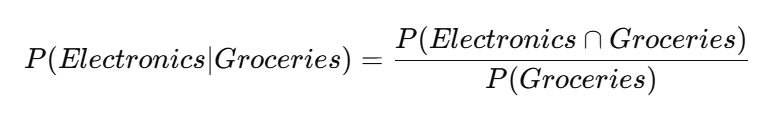 P(Electronics|Groceries) = P(Electronics ∩ Groceries) / P(Groceries)